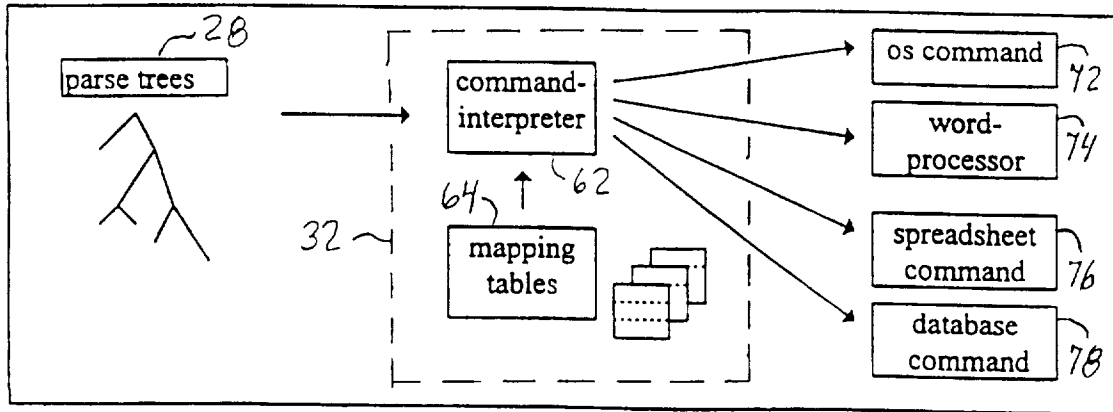 28
parse trees
command-
interpreter
62
64
32
mapping
tables
os command
72
word-
processor
74
spreadsheet
command
76
database
command
78